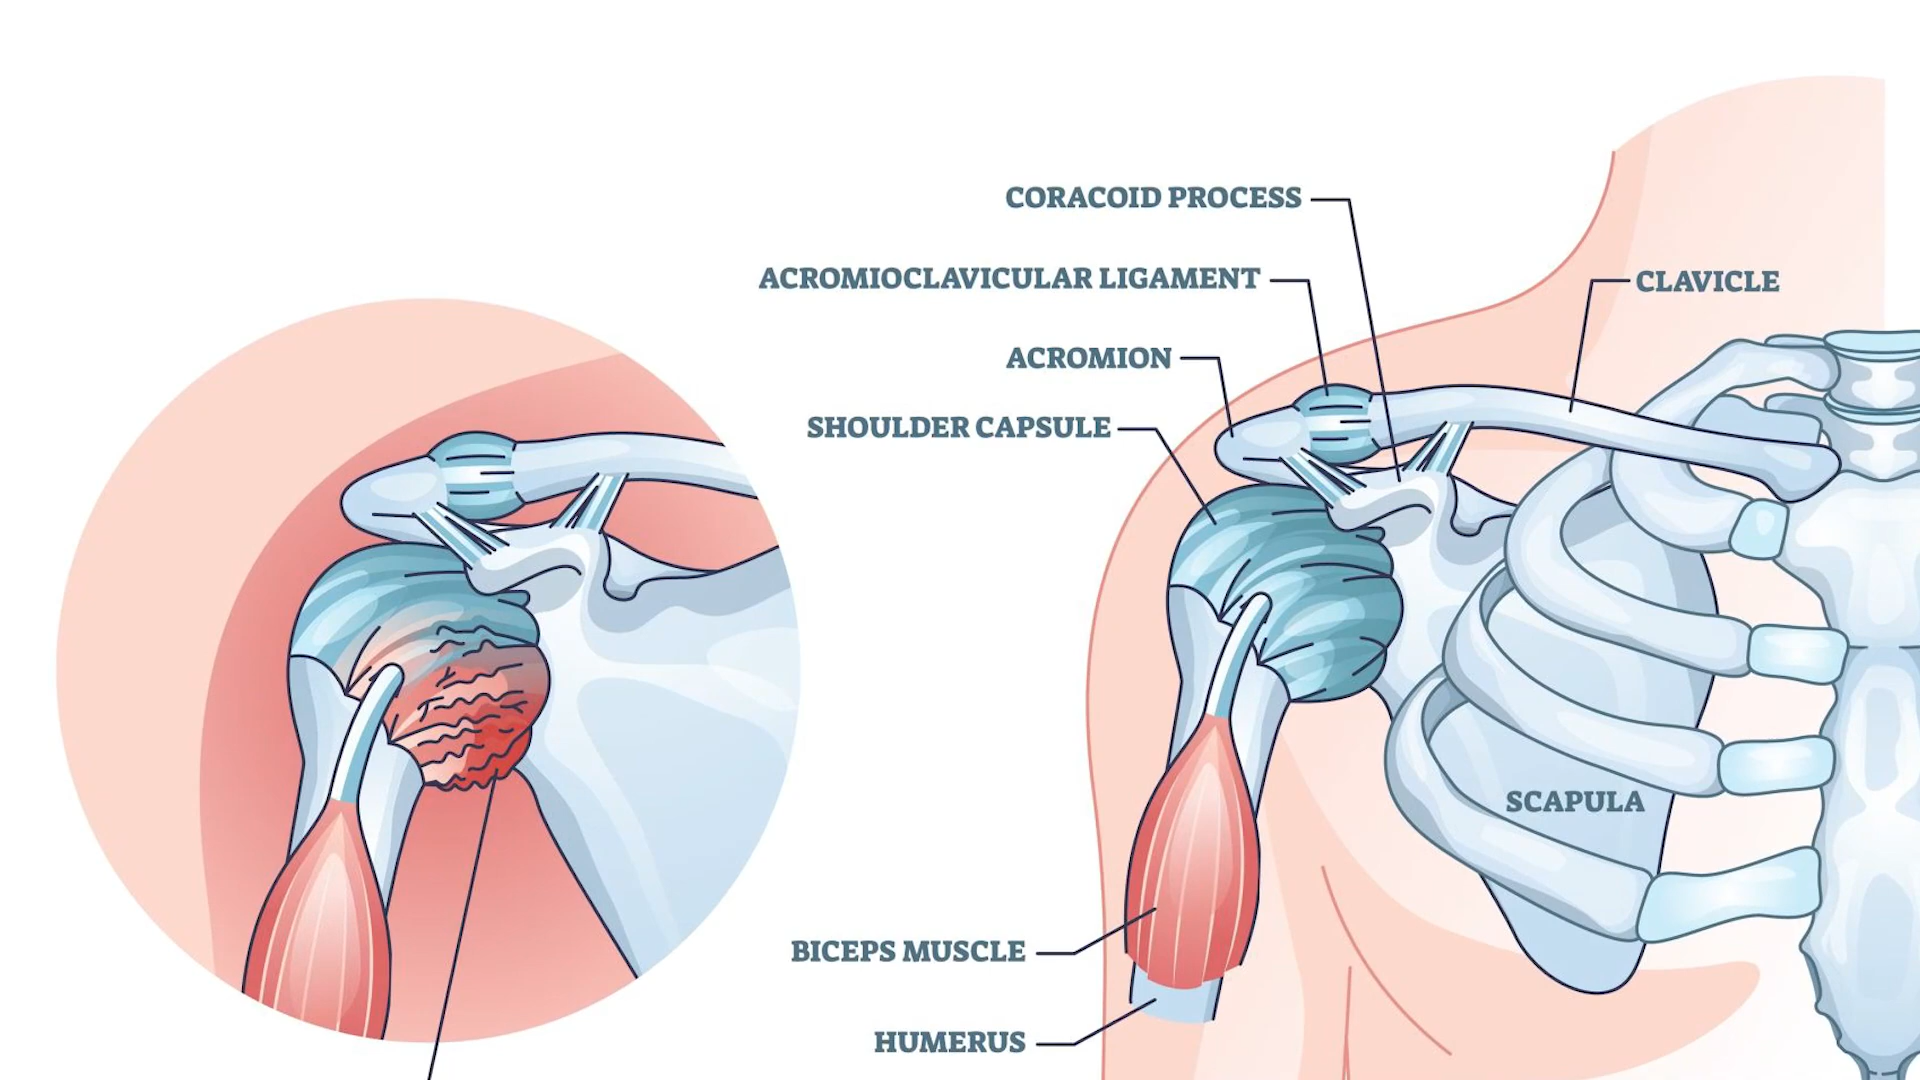 CORACOID PROCESS
ACROMIOCLAVICULAR LIGAMENT
CLAVICLE
ACROMION
SHOULDER CAPSULE
SCAPULA
BICEPS MUSCLE
HUMERUS